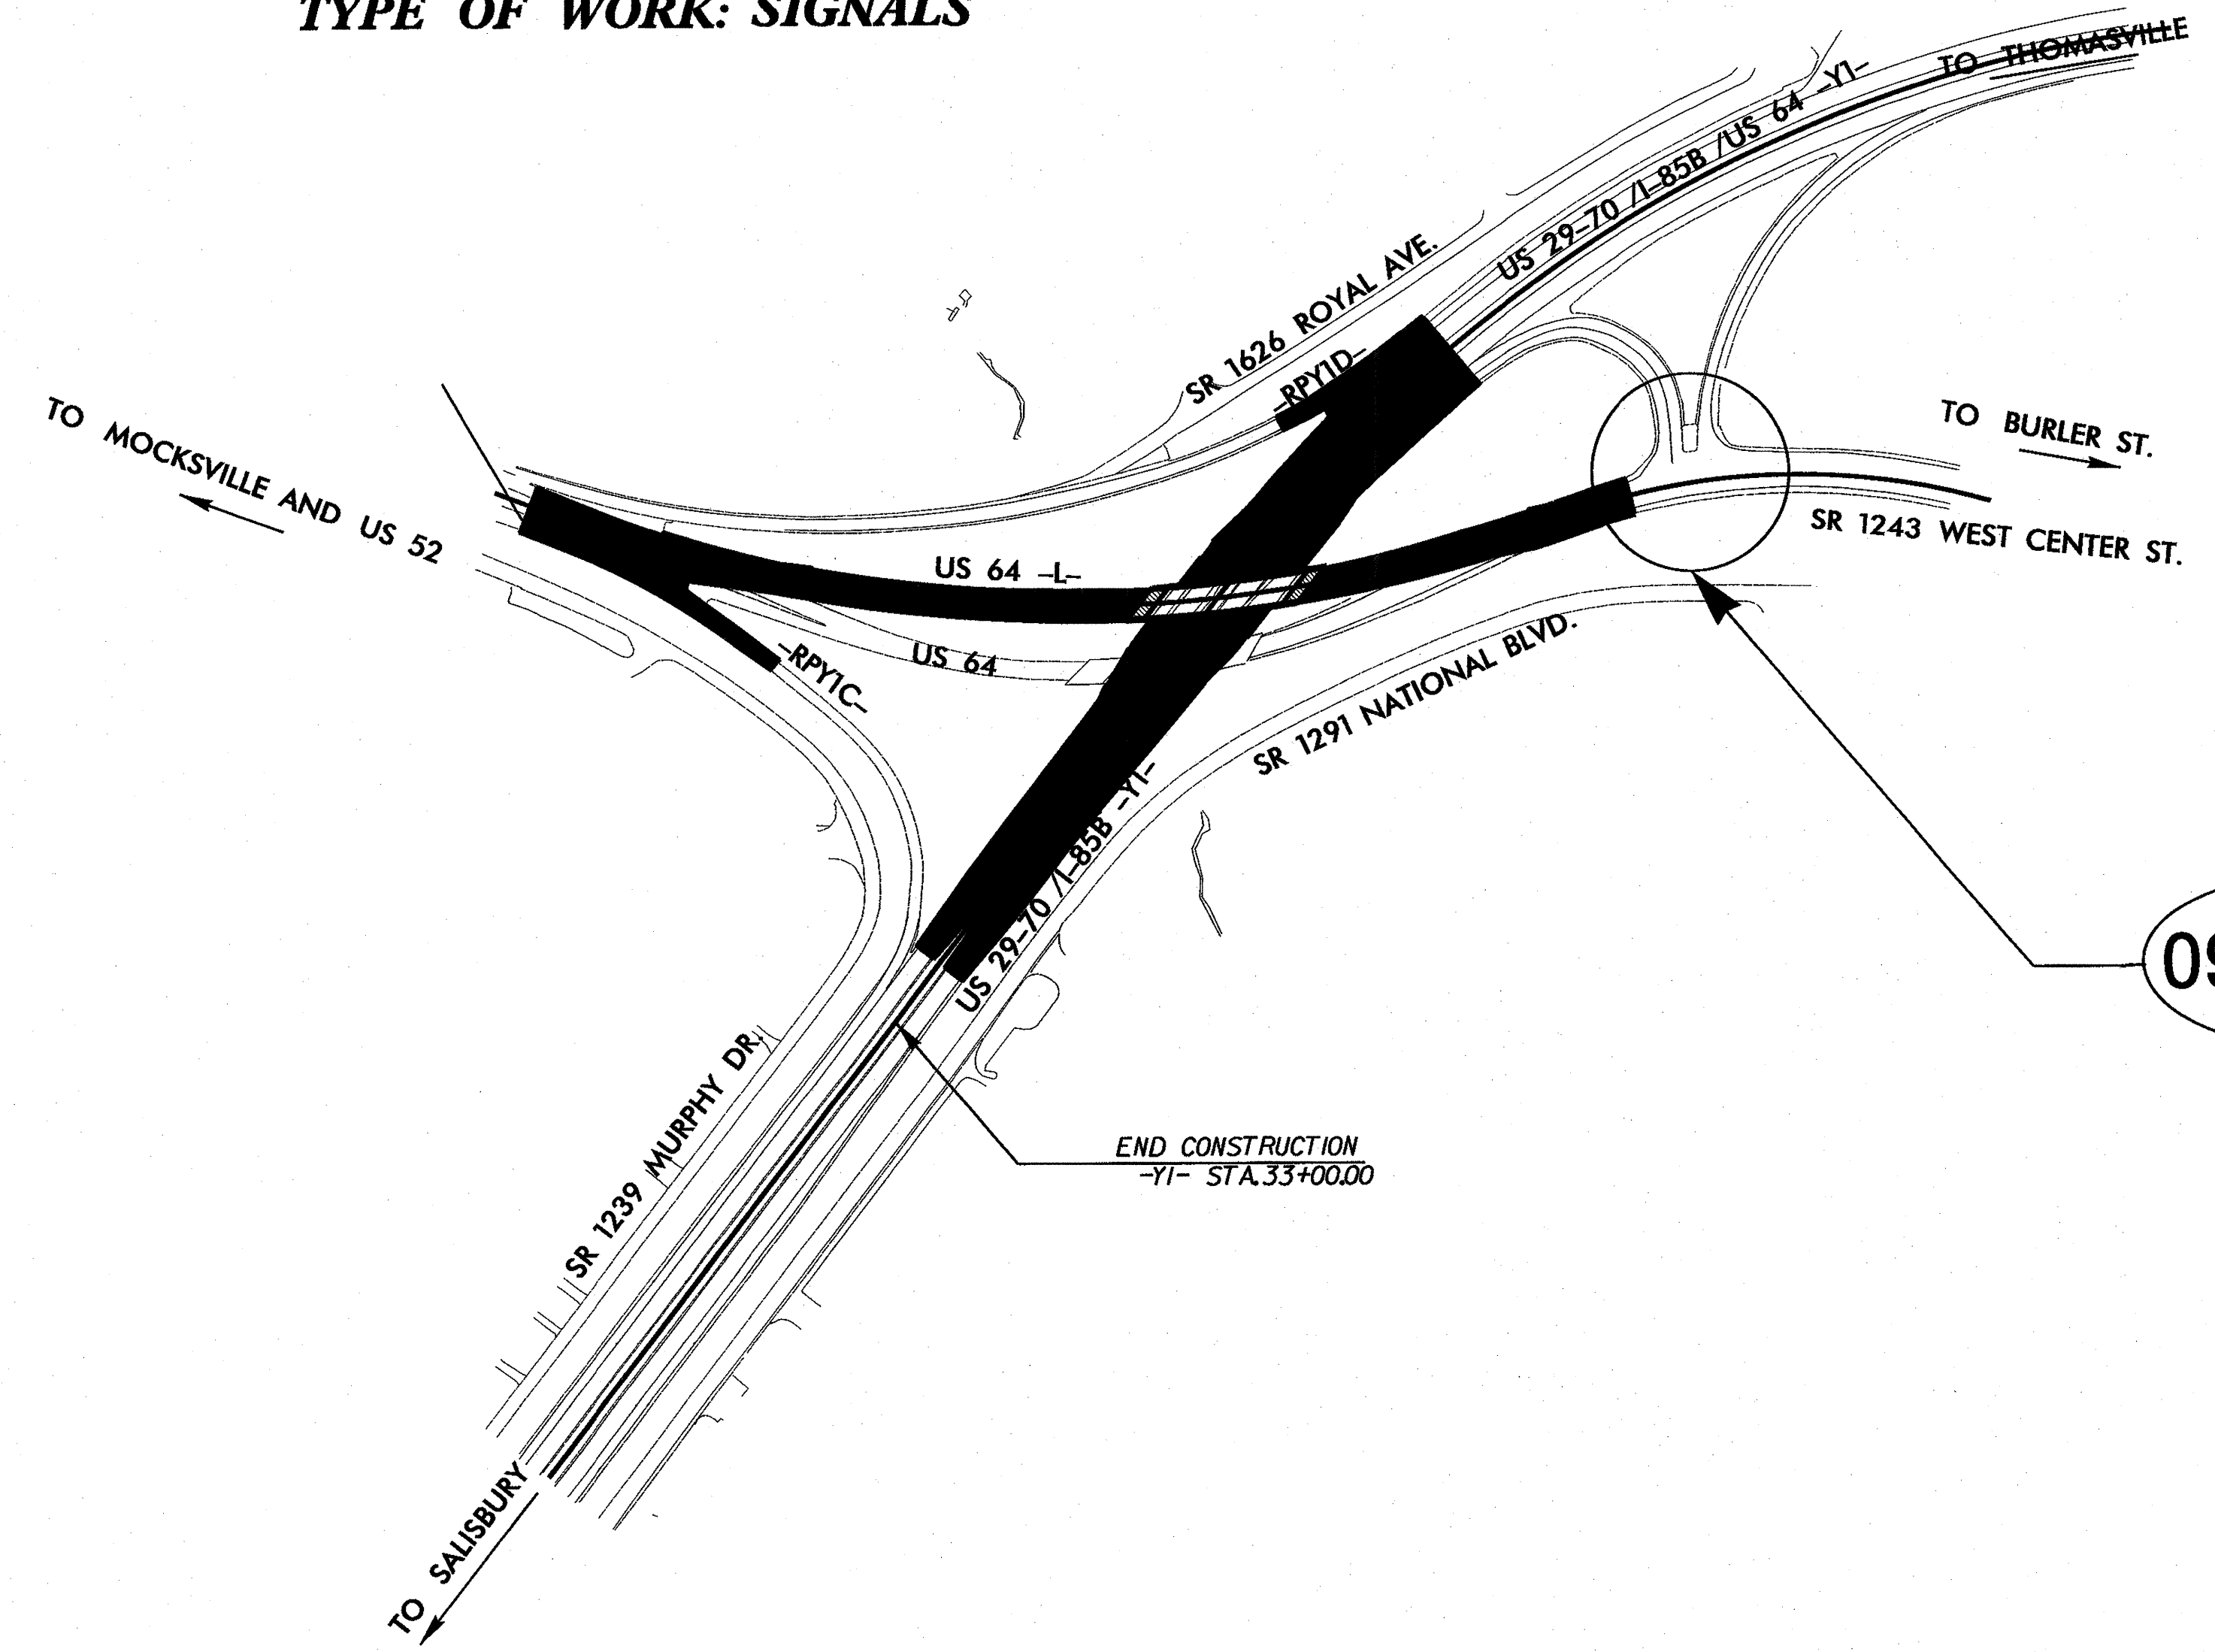 TYPE OF WORK: SIGNALS
TO THOMASVILLE
US 29-70 /I-85B /US 64 -Y1-
SR 1626 ROYAL AVE.
-RPY1D-
TO MOCKSVILLE AND US 52
TO BURLER ST.
SR 1243 WEST CENTER ST.
US 64 -L-
US 64
-RPY1C-
SR 1291 NATIONAL BLVD.
US 29-70 /I-85B -Y1-
SR 1239 MURPHY DR.
END CONSTRUCTION
-Y1- STA.33+00.00
TO SALISBURY